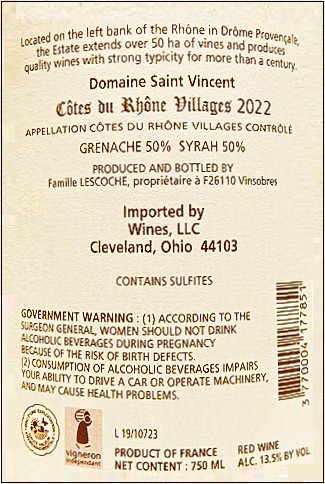 Located on the left bank of the Rhône in Drôme Provençale,
the Estate extends over 50 ha of vines and produces
quality wines with strong typicity for more than a century.
Domaine Saint Vincent
Côtes du Rhône Villages 2022
APPELLATION CÔTES DU RHÔNE VILLAGES CONTRÔLÉ
GRENACHE 50% SYRAH 50%
PRODUCED AND BOTTLED BY
Famille LESCOCHE, propriétaire à F26110 Vinsobres
Imported by
Wines, LLC
Cleveland, Ohio 44103
CONTAINS SULFITES
GOVERNMENT WARNING : (1) ACCORDING TO THE
SURGEON GENERAL, WOMEN SHOULD NOT DRINK
ALCOHOLIC BEVERAGES DURING PREGNANCY
BECAUSE OF THE RISK OF BIRTH DEFECTS.
(2) CONSUMPTION OF ALCOHOLIC BEVERAGES IMPAIRS
YOUR ABILITY TO DRIVE A CAR OR OPERATE MACHINERY,
AND MAY CAUSE HEALTH PROBLEMS.
3 770004 177851
vigneron
indépendant
L 19/10723
PRODUCT OF FRANCE
NET CONTENT : 750 ML
RED WINE
ALC. 13.5% BY VOL